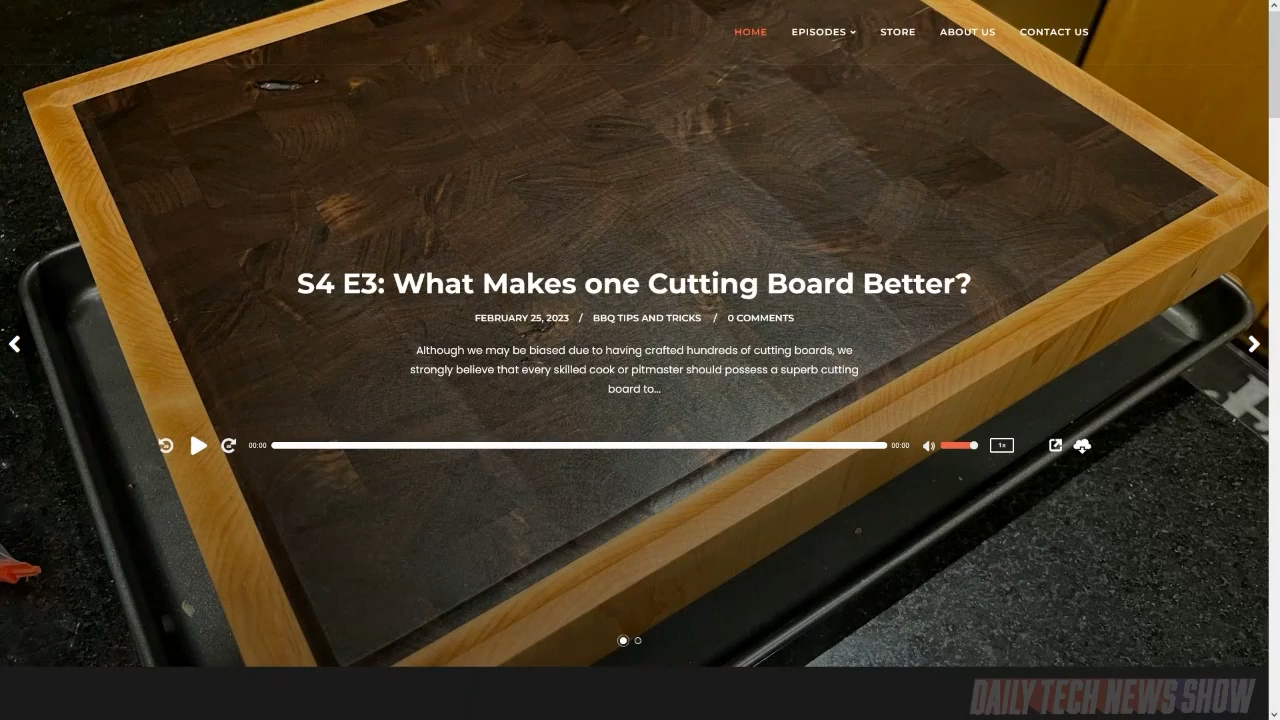 HOME EPISODES STORE ABOUT US CONTACT US
S4 E3: What Makes one Cutting Board Better?
FEBRUARY 25, 2023 / BBQ TIPS AND TRICKS / 0 COMMENTS
Although we may be biased due to having crafted hundreds of cutting boards, we
strongly believe that every skilled cook or pitmaster should possess a superb cutting
board to...
00:00 00:00 1x
DAILY TECH NEWS SHOW